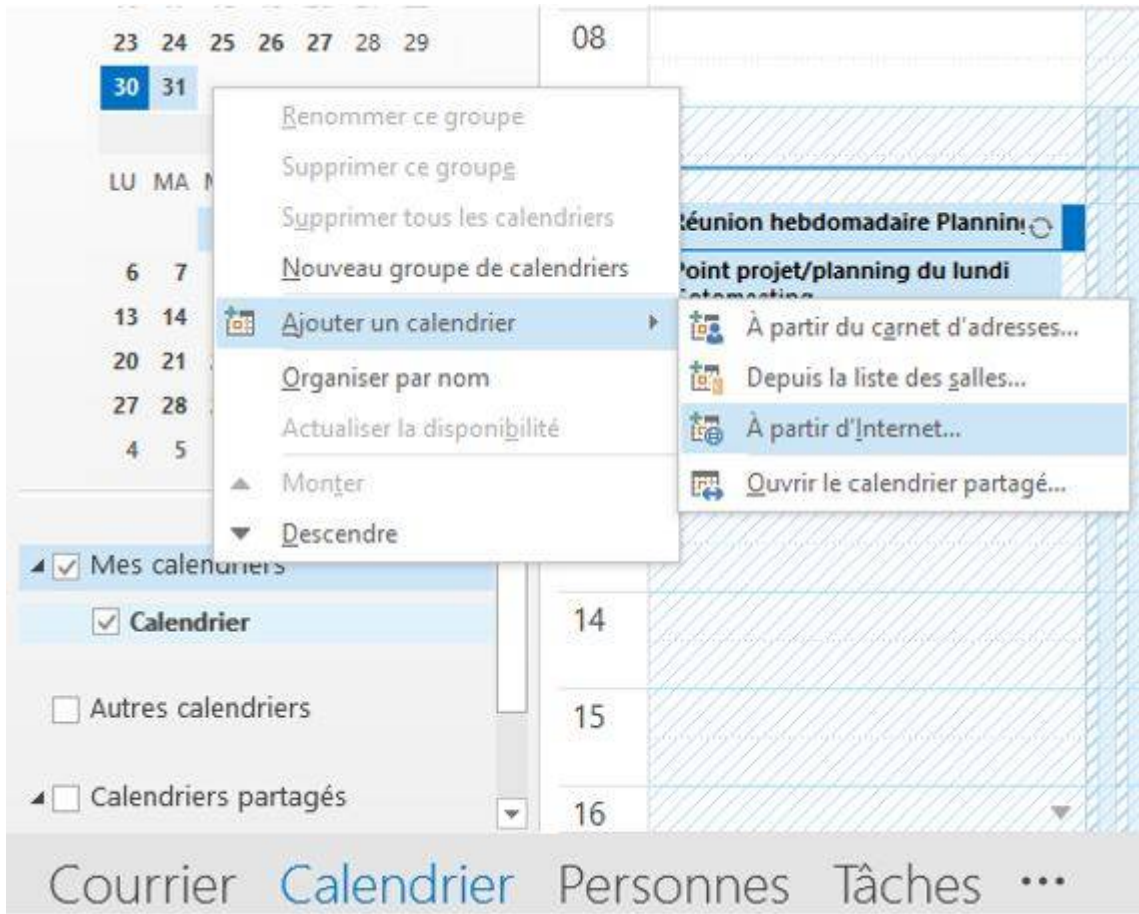 23 24 25 26 27 28 29
30 31
LU MA
6 7
13 14
20 21
27 28
4 5
Renommer ce groupe
Supprimer ce groupe
Supprimer tous les calendriers
Nouveau groupe de calendriers
Ajouter un calendrier
Organiser par nom
Actualiser la disponibilité
Monter
Descendre
À partir du carnet d'adresses...
Depuis la liste des salles...
À partir d'Internet...
Ouvrir le calendrier partagé...
08
Réunion hebdomadaire Planning
Point projet/planning du lundi
14
15
16
Mes calendriers
Calendrier
Autres calendriers
Calendriers partagés
Courrier Calendrier Personnes Tâches ...